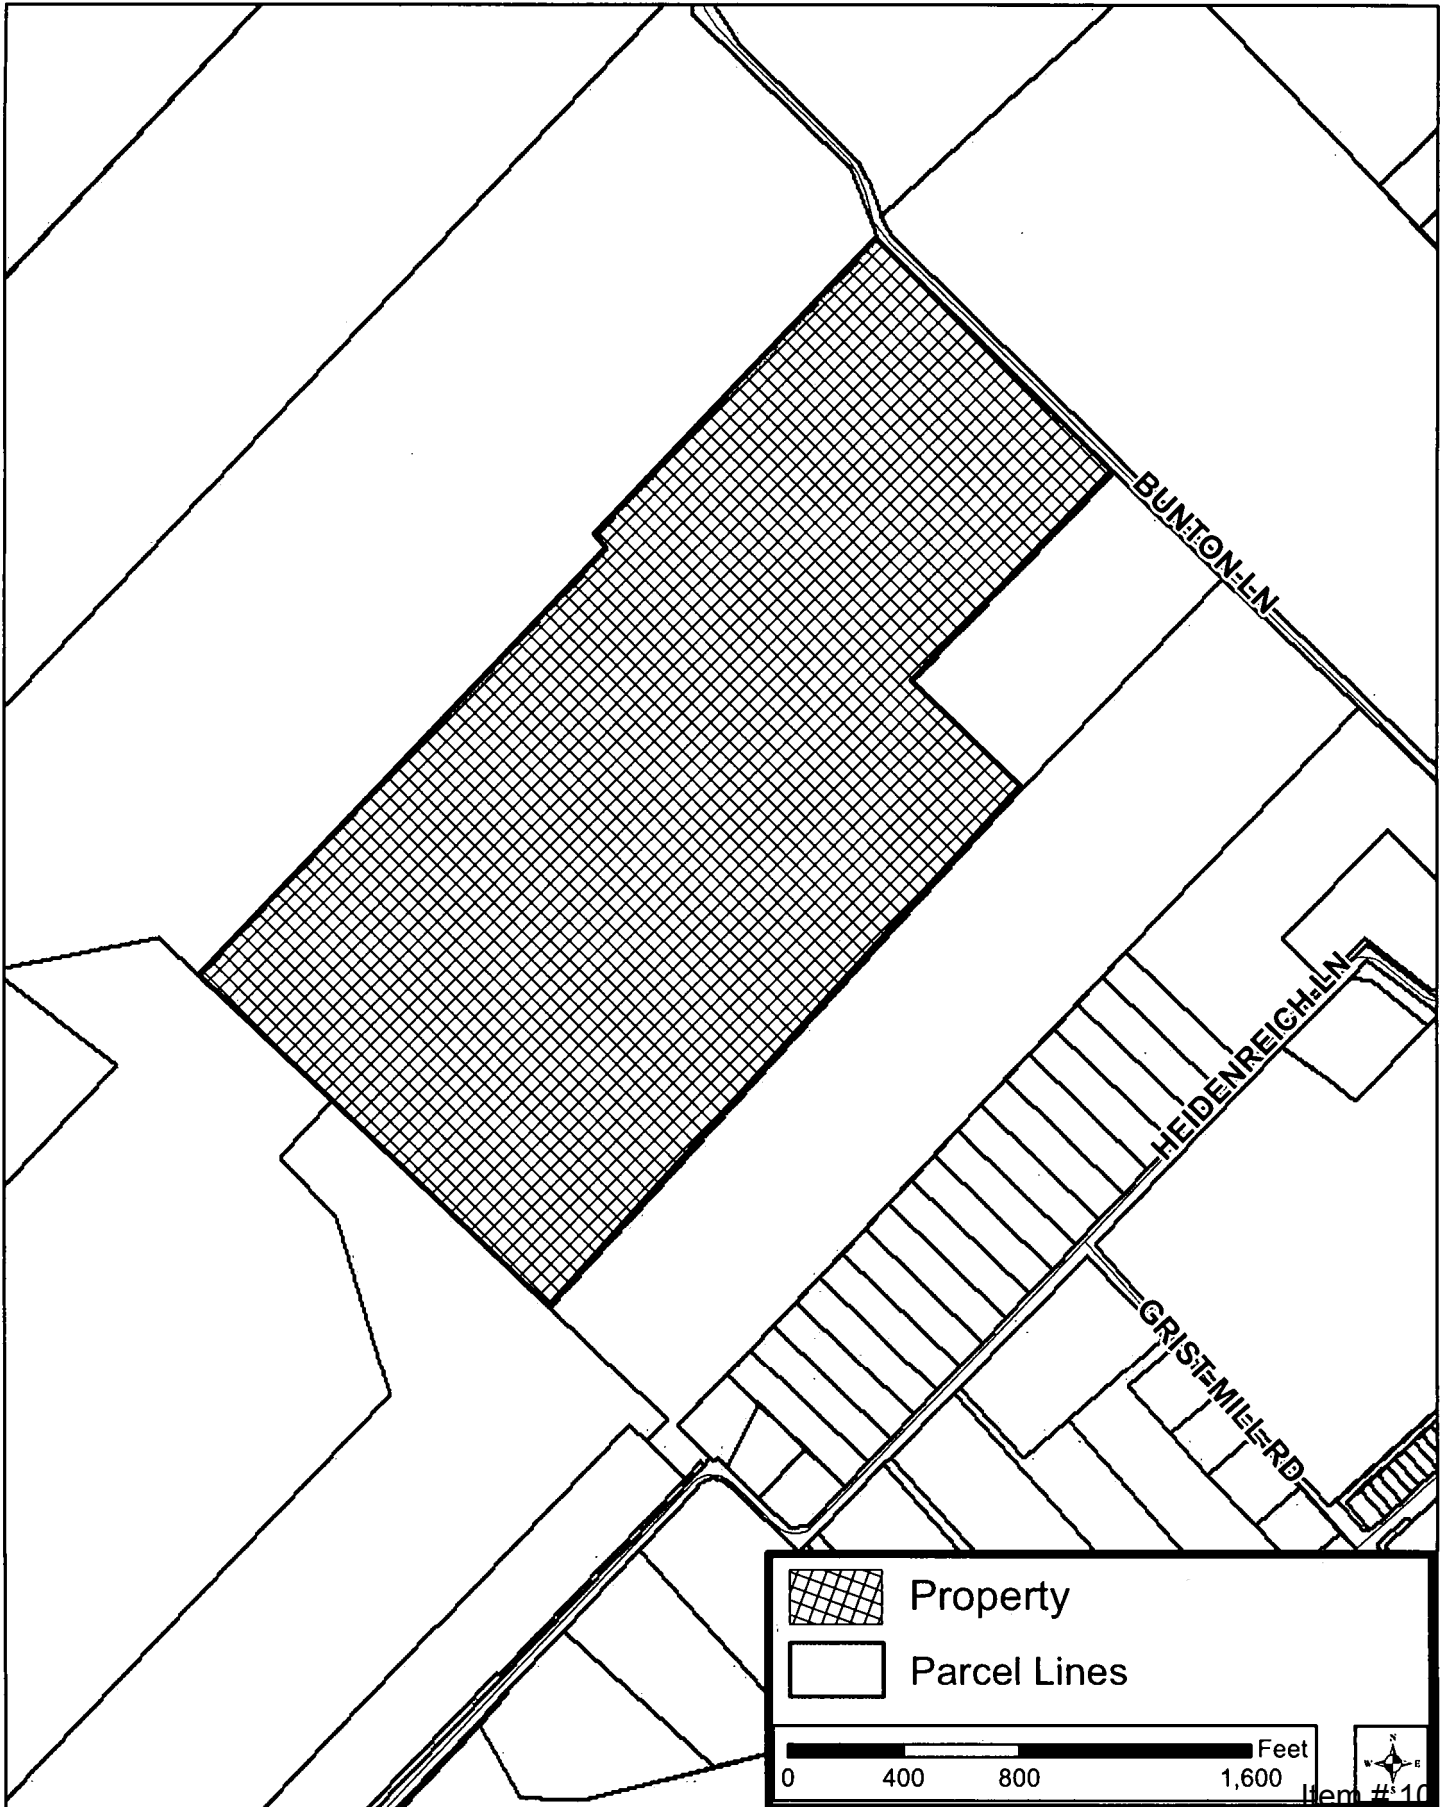 BUNTON LN
HEIDENREICH LN
GRIST MILL RD
Property
Parcel Lines
Feet
0 400 800 1,600
N
W E
S
Item # 10